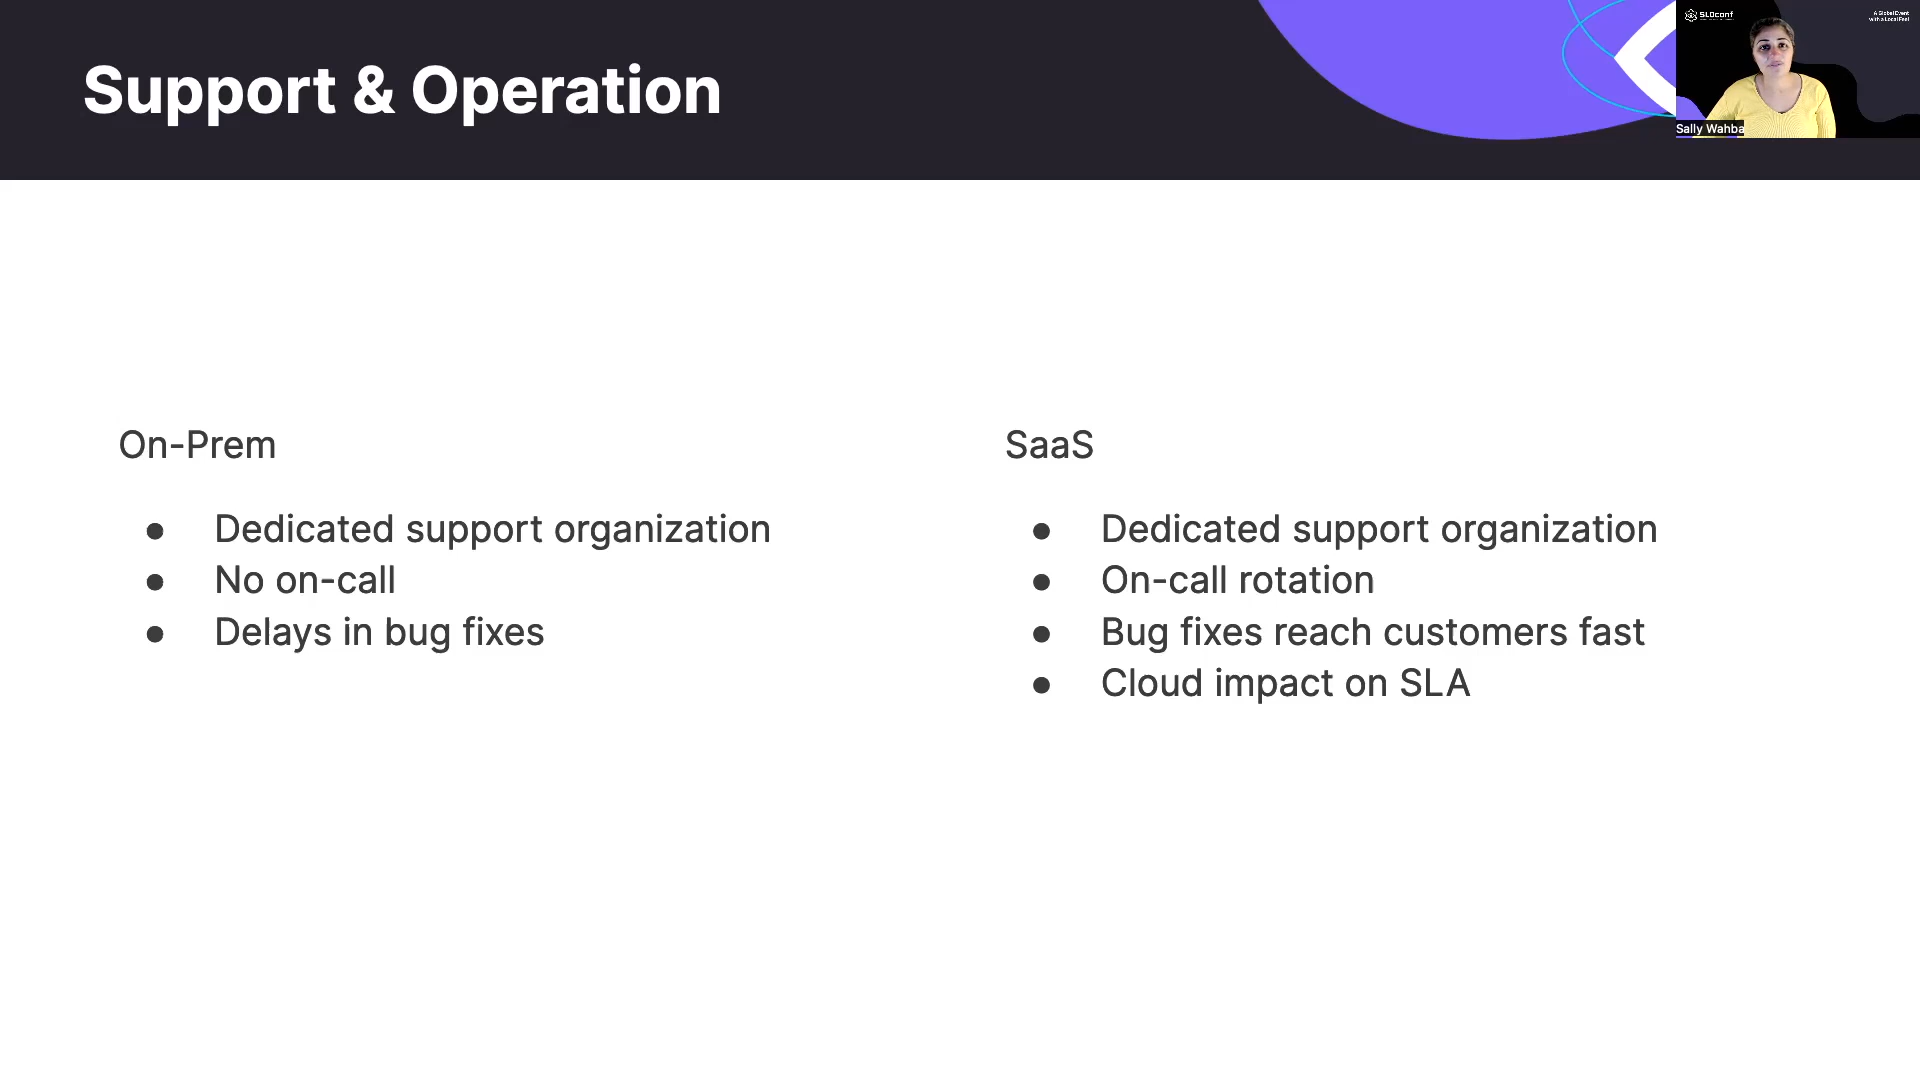 Support & Operation
SLOconf
A Global Event
with a Local Feel
Sally Wahba
On-Prem
● Dedicated support organization
● No on-call
● Delays in bug fixes
SaaS
● Dedicated support organization
● On-call rotation
● Bug fixes reach customers fast
● Cloud impact on SLA